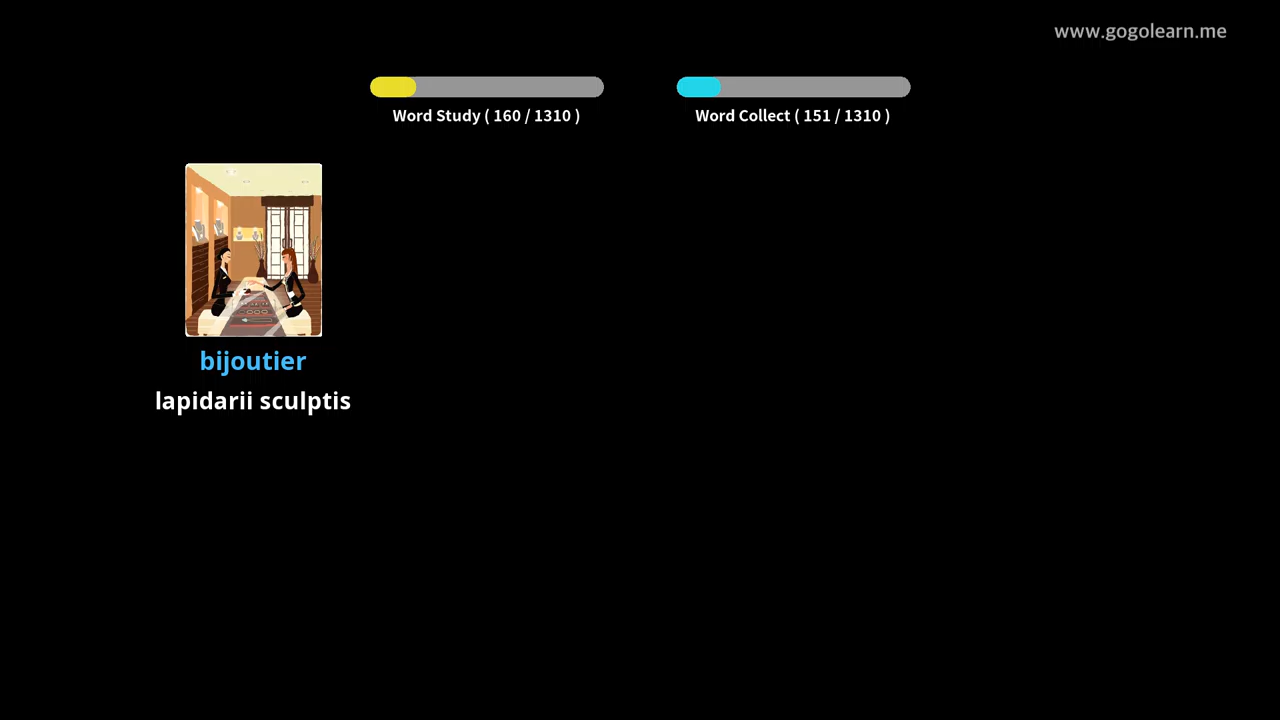 www.gogolearn.me
Word Study ( 160 / 1310 )
Word Collect ( 151 / 1310 )
bijoutier
lapidarii sculptis